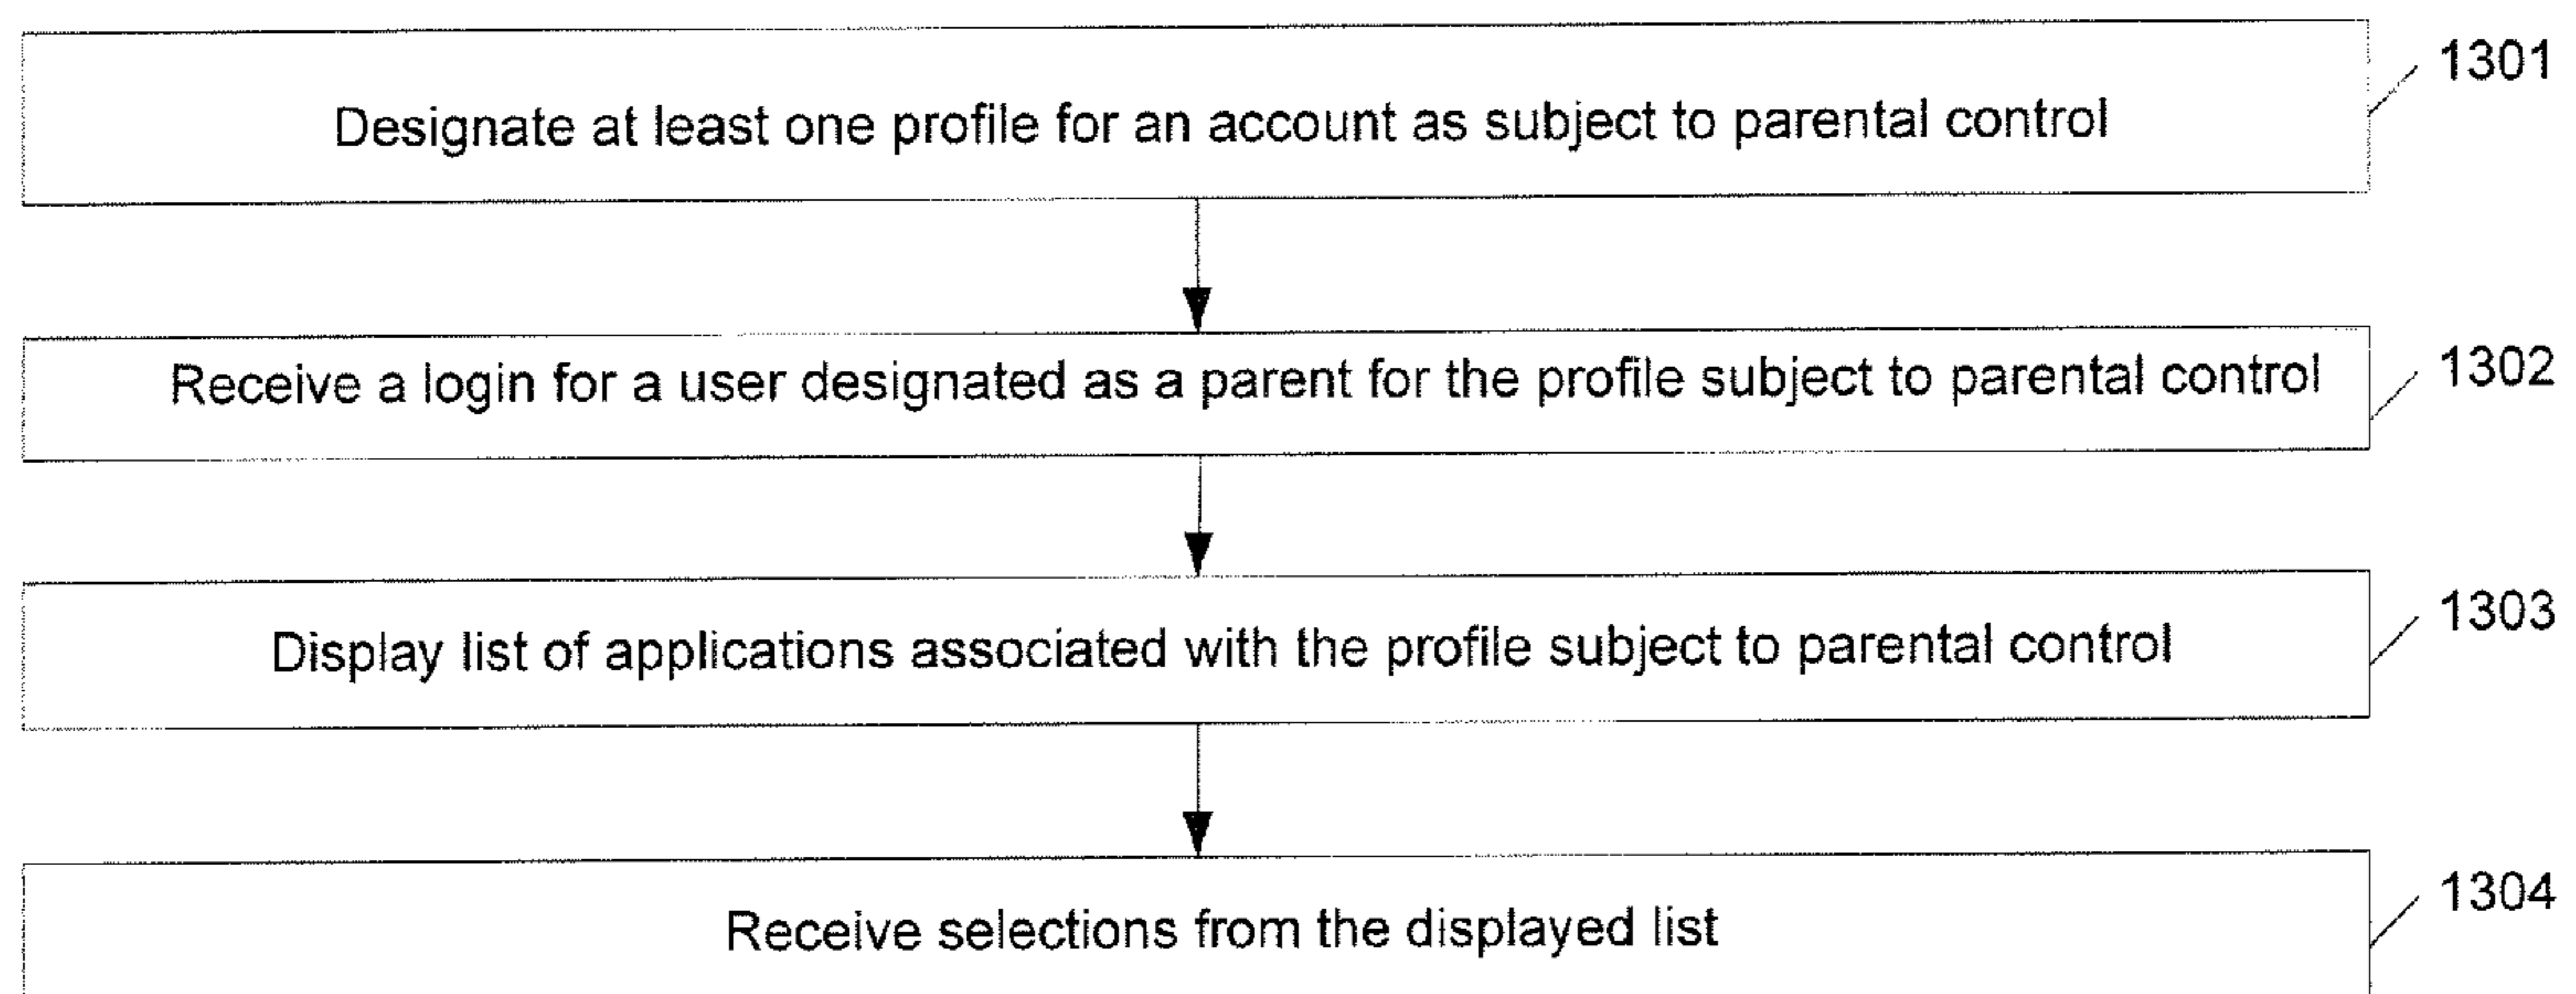 1301
Designate at least one profile for an account as subject to parental control
1302
Receive a login for a user designated as a parent for the profile subject to parental control
1303
Display list of applications associated with the profile subject to parental control
1304
Receive selections from the displayed list